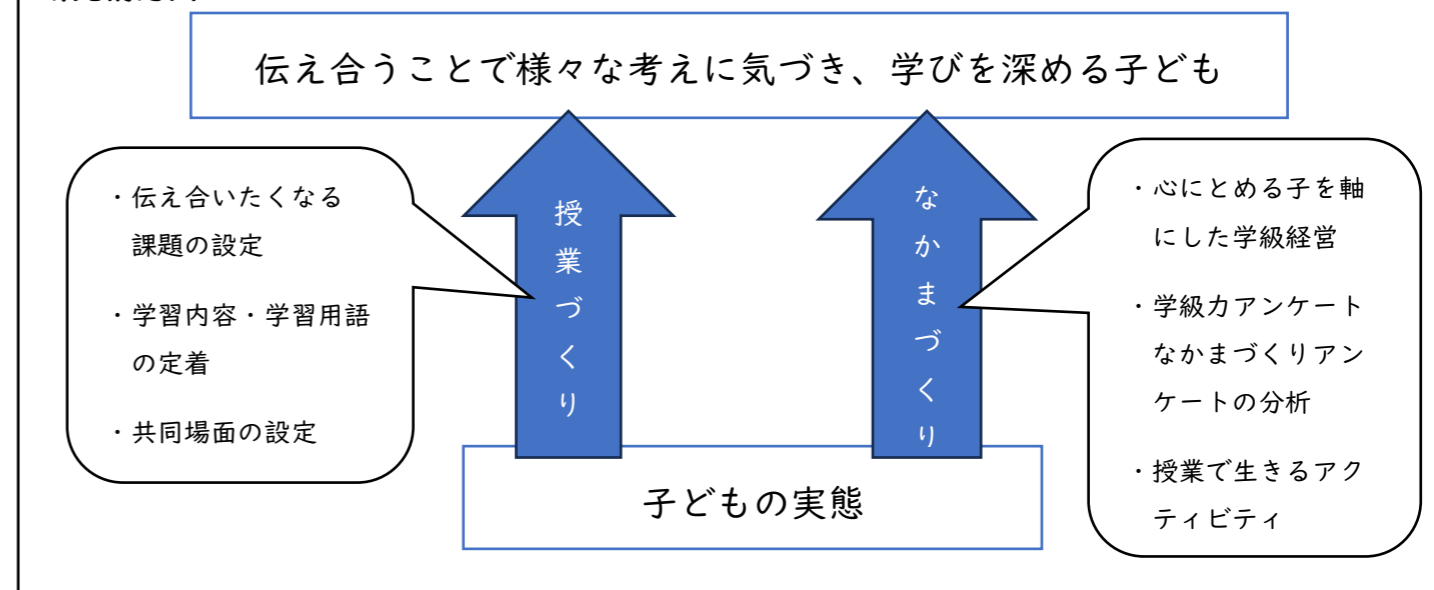 伝え合うことで様々な考えに気づき、学びを深める子ども
・伝え合いたくなる
課題の設定
・学習内容・学習用語
の定着
・共同場面の設定
授業づくり
なかまづくり
・心にとめる子を軸
にした学級経営
・学級力アンケート
なかまづくりアン
ケートの分析
・授業で生きるアク
ティビティ
子どもの実態